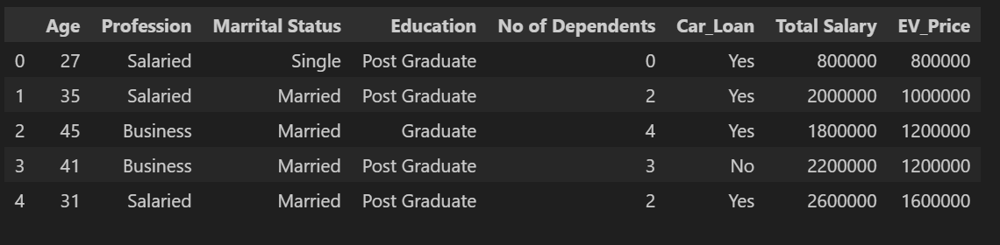 Age Profession Marrital Status Education No of Dependents Car_Loan Total Salary EV_Price
0 27 Salaried Single Post Graduate 0 Yes 800000 800000
1 35 Salaried Married Post Graduate 2 Yes 2000000 1000000
2 45 Business Married Graduate 4 Yes 1800000 1200000
3 41 Business Married Post Graduate 3 No 2200000 1200000
4 31 Salaried Married Post Graduate 2 Yes 2600000 1600000